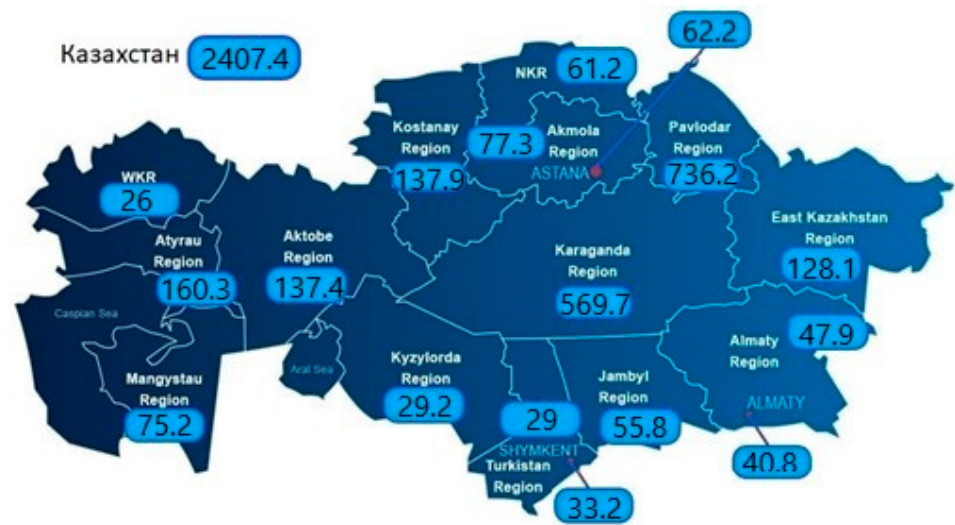 Казахстан 2407.4
62.2
NKR 61.2
Kostanay
Region
137.9
77.3
Akmola
Region
ASTANA
Pavlodar
Region
736.2
WKR
26
Atyrau
Region
160.3
Aktobe
Region
137.4
Karaganda
Region
569.7
East Kazakhstan
Region
128.1
Caspian Sea
Mangystau
Region
75.2
Aral Sea
Kyzylorda
Region
29.2
29
SHYMKENT
Turkistan
Region
33.2
Jambyl
Region
55.8
Almaty
Region
47.9
ALMATY
40.8